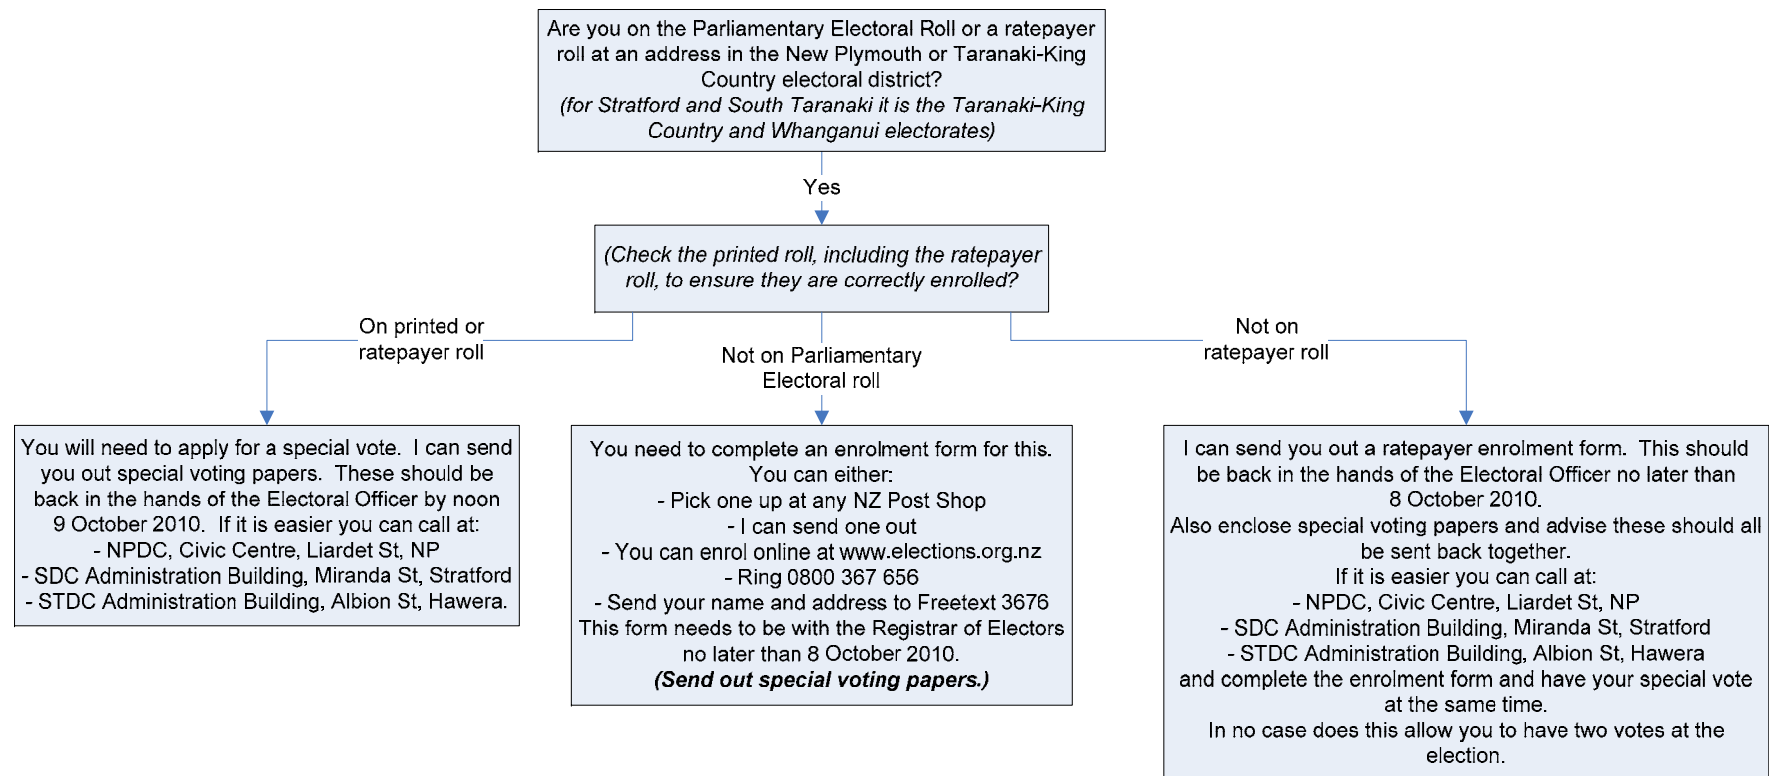 Are you on the Parliamentary Electoral Roll or a ratepayer
roll at an address in the New Plymouth or Taranaki-King
Country electoral district?
(for Stratford and South Taranaki it is the Taranaki-King
Country and Whanganui electorates)
Yes
(Check the printed roll, including the ratepayer
roll, to ensure they are correctly enrolled?
On printed or
ratepayer roll
Not on Parliamentary
Electoral roll
Not on
ratepayer roll
You will need to apply for a special vote. I can send
you out special voting papers. These should be
back in the hands of the Electoral Officer by noon
9 October 2010. If it is easier you can call at:
- NPDC, Civic Centre, Liardet St, NP
- SDC Administration Building, Miranda St, Stratford
- STDC Administration Building, Albion St, Hawera.
You need to complete an enrolment form for this.
You can either:
- Pick one up at any NZ Post Shop
- I can send one out
- You can enrol online at www.elections.org.nz
- Ring 0800 367 656
- Send your name and address to Freetext 3676
This form needs to be with the Registrar of Electors
no later than 8 October 2010.
(Send out special voting papers.)
I can send you out a ratepayer enrolment form. This should
be back in the hands of the Electoral Officer no later than
8 October 2010.
Also enclose special voting papers and advise these should all
be sent back together.
If it is easier you can call at:
- NPDC, Civic Centre, Liardet St, NP
- SDC Administration Building, Miranda St, Stratford
- STDC Administration Building, Albion St, Hawera
and complete the enrolment form and have your special vote
at the same time.
In no case does this allow you to have two votes at the
election.